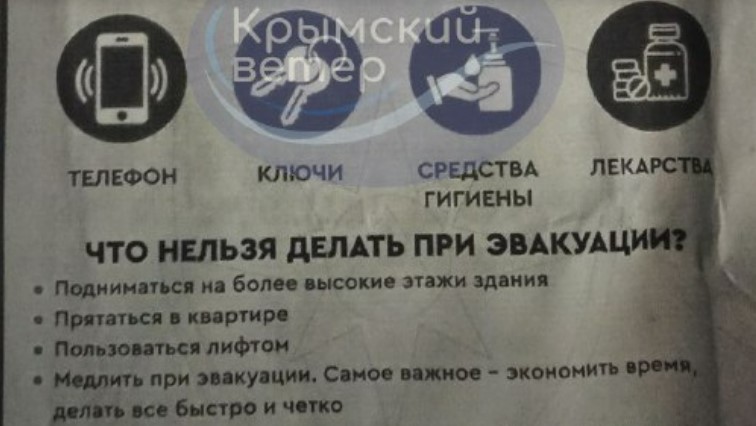 Крымский
ветер
ТЕЛЕФОН КЛЮЧИ СРЕДСТВА ЛЕКАРСТВА
ГИГИЕНЫ
ЧТО НЕЛЬЗЯ ДЕЛАТЬ ПРИ ЭВАКУАЦИИ?
• Подниматься на более высокие этажи здания
• Прятаться в квартире
• Пользоваться лифтом
• Медлить при эвакуации. Самое важное – экономить время,
делать все быстро и четко